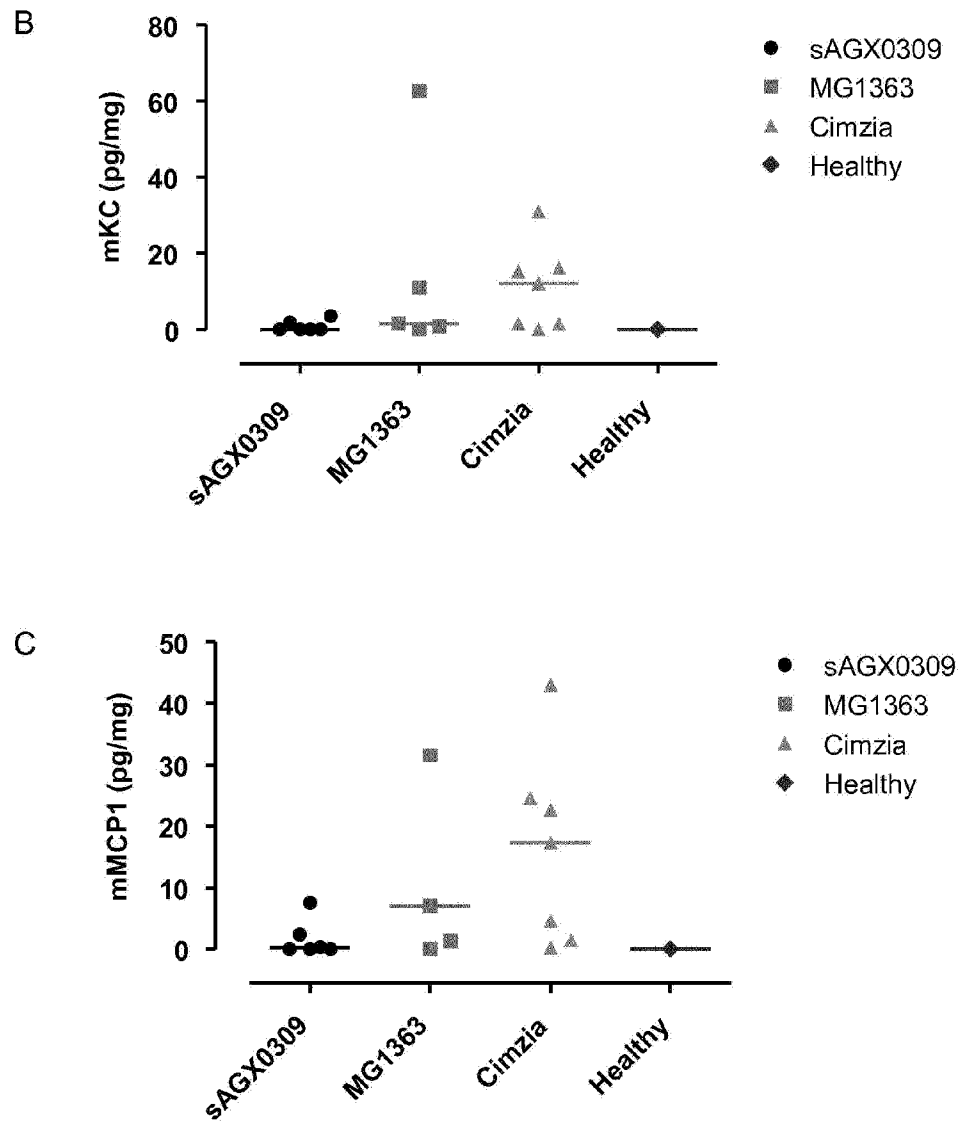 B
mKC (pg/mg)
80
60
40
20
0
sAGX0309
MG1363
Cimzia
Healthy
sAGX0309
MG1363
Cimzia
Healthy
C
mMCP1 (pg/mg)
50
40
30
20
10
0
sAGX0309
MG1363
Cimzia
Healthy
sAGX0309
MG1363
Cimzia
Healthy